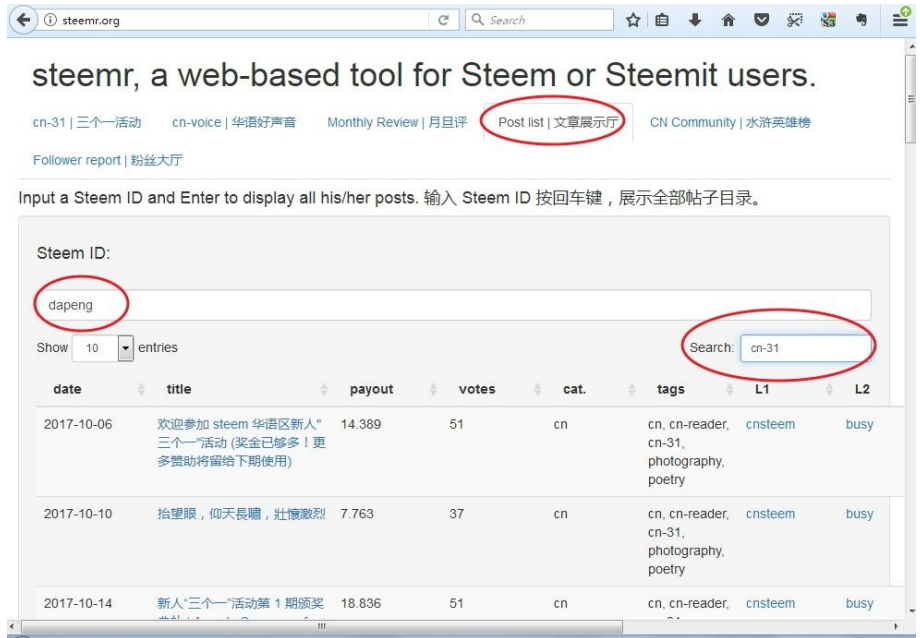 steemr.org
Search
steemr, a web-based tool for Steem or Steemit users.
cn-31 | 三个一活动 cn-voice | 华语好声音 Monthly Review | 月旦评 Post list | 文章展示厅 CN Community | 水浒英雄榜
Follower report | 粉丝大厅
Input a Steem ID and Enter to display all his/her posts. 输入 Steem ID 按回车键，展示全部帖子目录。
Steem ID:
dapeng
Show 10 entries Search: cn-31
date title payout votes cat. tags L1 L2
2017-10-06 欢迎参加 steem 华语区新人“ 14.389 51 cn cn, cn-reader, cnsteem busy
三个一”活动 (奖金已够多！更 cn-31,
多赞助将留给下期使用) photography,
poetry
2017-10-10 抬望眼，仰天長嘯，壯懷激烈 7.763 37 cn cn, cn-reader, cnsteem busy
cn-31,
photography,
poetry
2017-10-14 新人“三个一”活动第 1 期颁奖 18.836 51 cn cn, cn-reader, cnsteem busy